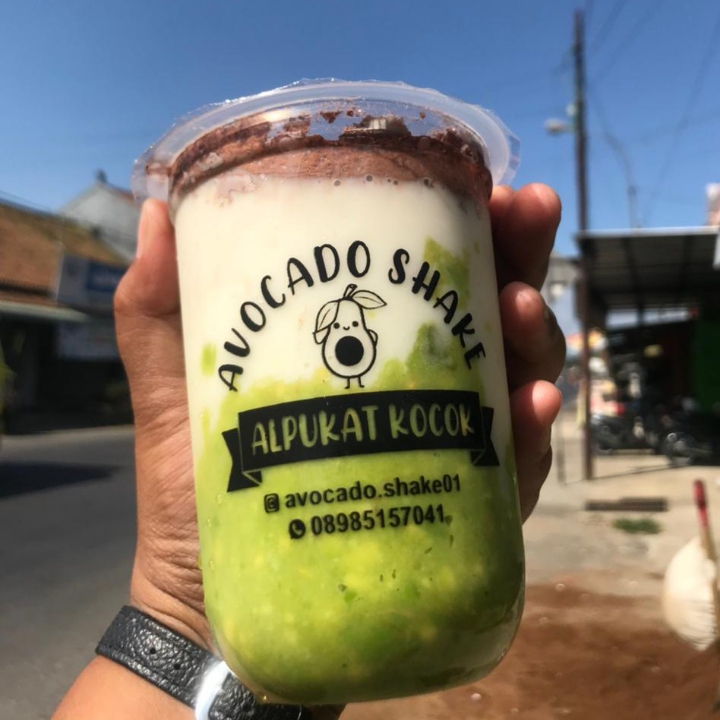 AVOCADO SHAKE
ALPUKAT KOCOK
avocado.shake01
08985157041